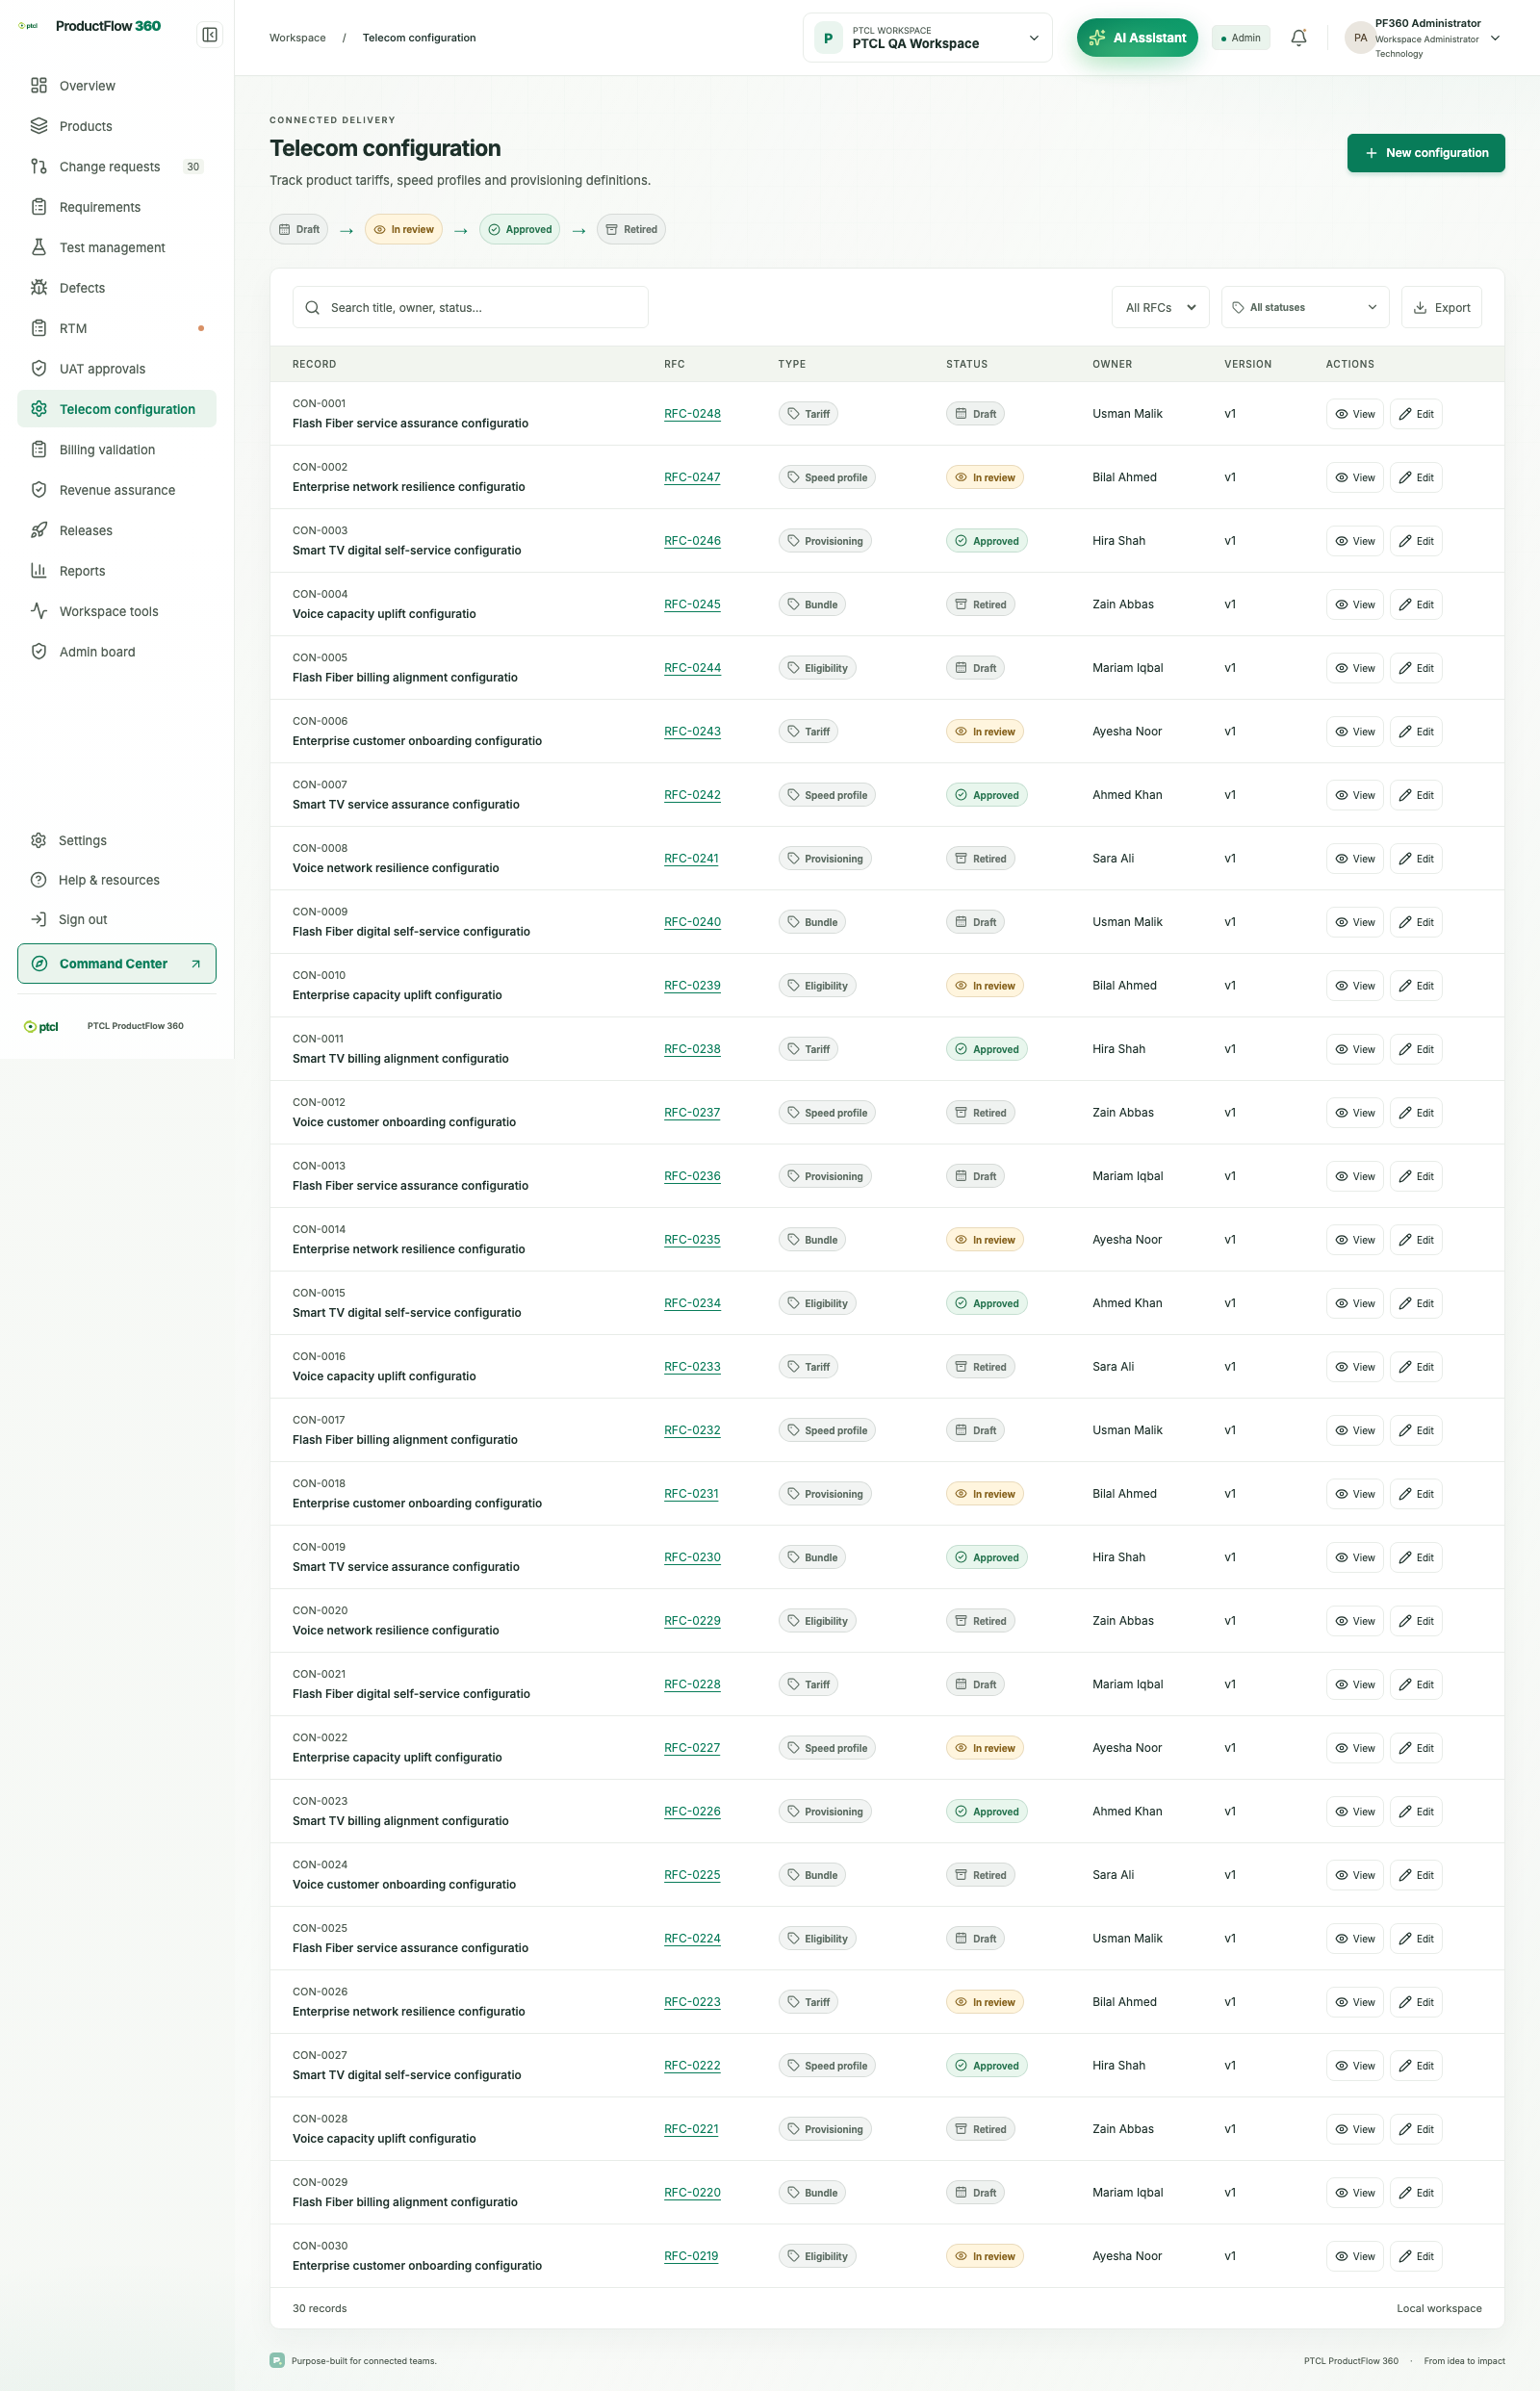 ptcl ProductFlow 360
Overview
Products
Change requests 30
Requirements
Test management
Defects
RTM
UAT approvals
Telecom configuration
Billing validation
Revenue assurance
Releases
Reports
Workspace tools
Admin board
Settings
Help & resources
Sign out
Command Center
ptcl PTCL ProductFlow 360
Workspace / Telecom configuration
P
PTCL WORKSPACE
PTCL QA Workspace
AI Assistant
Admin
PA
PF360 Administrator
Workspace Administrator
Technology
CONNECTED DELIVERY
Telecom configuration
Track product tariffs, speed profiles and provisioning definitions.
New configuration
Draft → In review → Approved → Retired
Search title, owner, status...
All RFCs
All statuses
Export
RECORD RFC TYPE STATUS OWNER VERSION ACTIONS
CON-0001
Flash Fiber service assurance configuratio RFC-0248 Tariff Draft Usman Malik v1 View Edit
CON-0002
Enterprise network resilience configuratio RFC-0247 Speed profile In review Bilal Ahmed v1 View Edit
CON-0003
Smart TV digital self-service configuratio RFC-0246 Provisioning Approved Hira Shah v1 View Edit
CON-0004
Voice capacity uplift configuratio RFC-0245 Bundle Retired Zain Abbas v1 View Edit
CON-0005
Flash Fiber billing alignment configuratio RFC-0244 Eligibility Draft Mariam Iqbal v1 View Edit
CON-0006
Enterprise customer onboarding configuratio RFC-0243 Tariff In review Ayesha Noor v1 View Edit
CON-0007
Smart TV service assurance configuratio RFC-0242 Speed profile Approved Ahmed Khan v1 View Edit
CON-0008
Voice network resilience configuratio RFC-0241 Provisioning Retired Sara Ali v1 View Edit
CON-0009
Flash Fiber digital self-service configuratio RFC-0240 Bundle Draft Usman Malik v1 View Edit
CON-0010
Enterprise capacity uplift configuratio RFC-0239 Eligibility In review Bilal Ahmed v1 View Edit
CON-0011
Smart TV billing alignment configuratio RFC-0238 Tariff Approved Hira Shah v1 View Edit
CON-0012
Voice customer onboarding configuratio RFC-0237 Speed profile Retired Zain Abbas v1 View Edit
CON-0013
Flash Fiber service assurance configuratio RFC-0236 Provisioning Draft Mariam Iqbal v1 View Edit
CON-0014
Enterprise network resilience configuratio RFC-0235 Bundle In review Ayesha Noor v1 View Edit
CON-0015
Smart TV digital self-service configuratio RFC-0234 Eligibility Approved Ahmed Khan v1 View Edit
CON-0016
Voice capacity uplift configuratio RFC-0233 Tariff Retired Sara Ali v1 View Edit
CON-0017
Flash Fiber billing alignment configuratio RFC-0232 Speed profile Draft Usman Malik v1 View Edit
CON-0018
Enterprise customer onboarding configuratio RFC-0231 Provisioning In review Bilal Ahmed v1 View Edit
CON-0019
Smart TV service assurance configuratio RFC-0230 Bundle Approved Hira Shah v1 View Edit
CON-0020
Voice network resilience configuratio RFC-0229 Eligibility Retired Zain Abbas v1 View Edit
CON-0021
Flash Fiber digital self-service configuratio RFC-0228 Tariff Draft Mariam Iqbal v1 View Edit
CON-0022
Enterprise capacity uplift configuratio RFC-0227 Speed profile In review Ayesha Noor v1 View Edit
CON-0023
Smart TV billing alignment configuratio RFC-0226 Provisioning Approved Ahmed Khan v1 View Edit
CON-0024
Voice customer onboarding configuratio RFC-0225 Bundle Retired Sara Ali v1 View Edit
CON-0025
Flash Fiber service assurance configuratio RFC-0224 Eligibility Draft Usman Malik v1 View Edit
CON-0026
Enterprise network resilience configuratio RFC-0223 Tariff In review Bilal Ahmed v1 View Edit
CON-0027
Smart TV digital self-service configuratio RFC-0222 Speed profile Approved Hira Shah v1 View Edit
CON-0028
Voice capacity uplift configuratio RFC-0221 Provisioning Retired Zain Abbas v1 View Edit
CON-0029
Flash Fiber billing alignment configuratio RFC-0220 Bundle Draft Mariam Iqbal v1 View Edit
CON-0030
Enterprise customer onboarding configuratio RFC-0219 Eligibility In review Ayesha Noor v1 View Edit
30 records Local workspace
P. Purpose-built for connected teams. PTCL ProductFlow 360 · From idea to impact